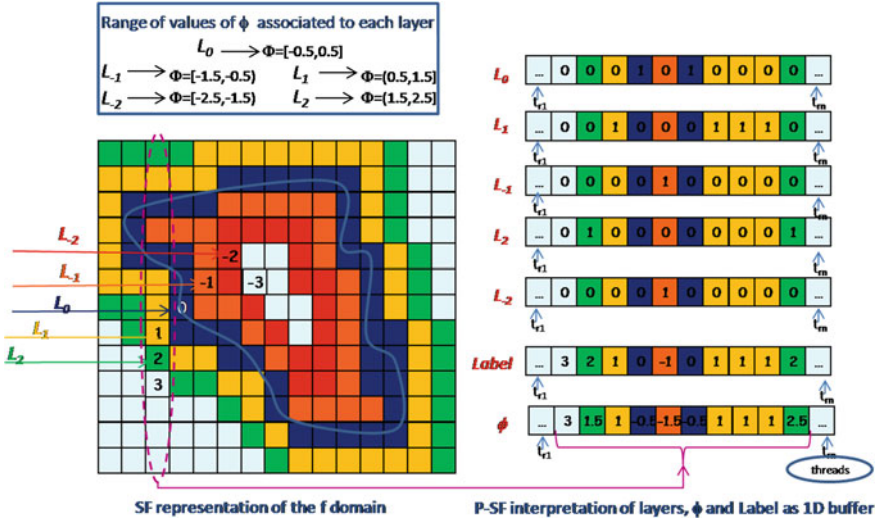 Range of values of ϕ associated to each layer
L0 → Φ=[-0.5,0.5]
L-1 → Φ=[-1.5,-0.5) L1 → Φ=(0.5,1.5]
L-2 → Φ=[-2.5,-1.5) L2 → Φ=(1.5,2.5]
L-2
L-1
L0
L1
L2
-2
-1
-3
0
1
2
3
SF representation of the f domain
L0 ... 0 0 0 1 0 1 0 0 0 0 ...
tr1 trn
L1 ... 0 0 1 0 0 0 1 1 1 0 ...
tr1 trn
L-1 ... 0 0 0 0 1 0 0 0 0 0 ...
tr1 trn
L2 ... 0 1 0 0 0 0 0 0 0 1 ...
tr1 trn
L-2 ... 0 0 0 0 1 0 0 0 0 0 ...
tr1 trn
Label ... 3 2 1 0 -1 0 1 1 1 2 ...
tr1 trn
ϕ ... 3 1.5 1 -0.5 -1.5 -0.5 1 1 1 2.5 ...
tr1 trn
threads
P-SF interpretation of layers, ϕ and Label as 1D buffer